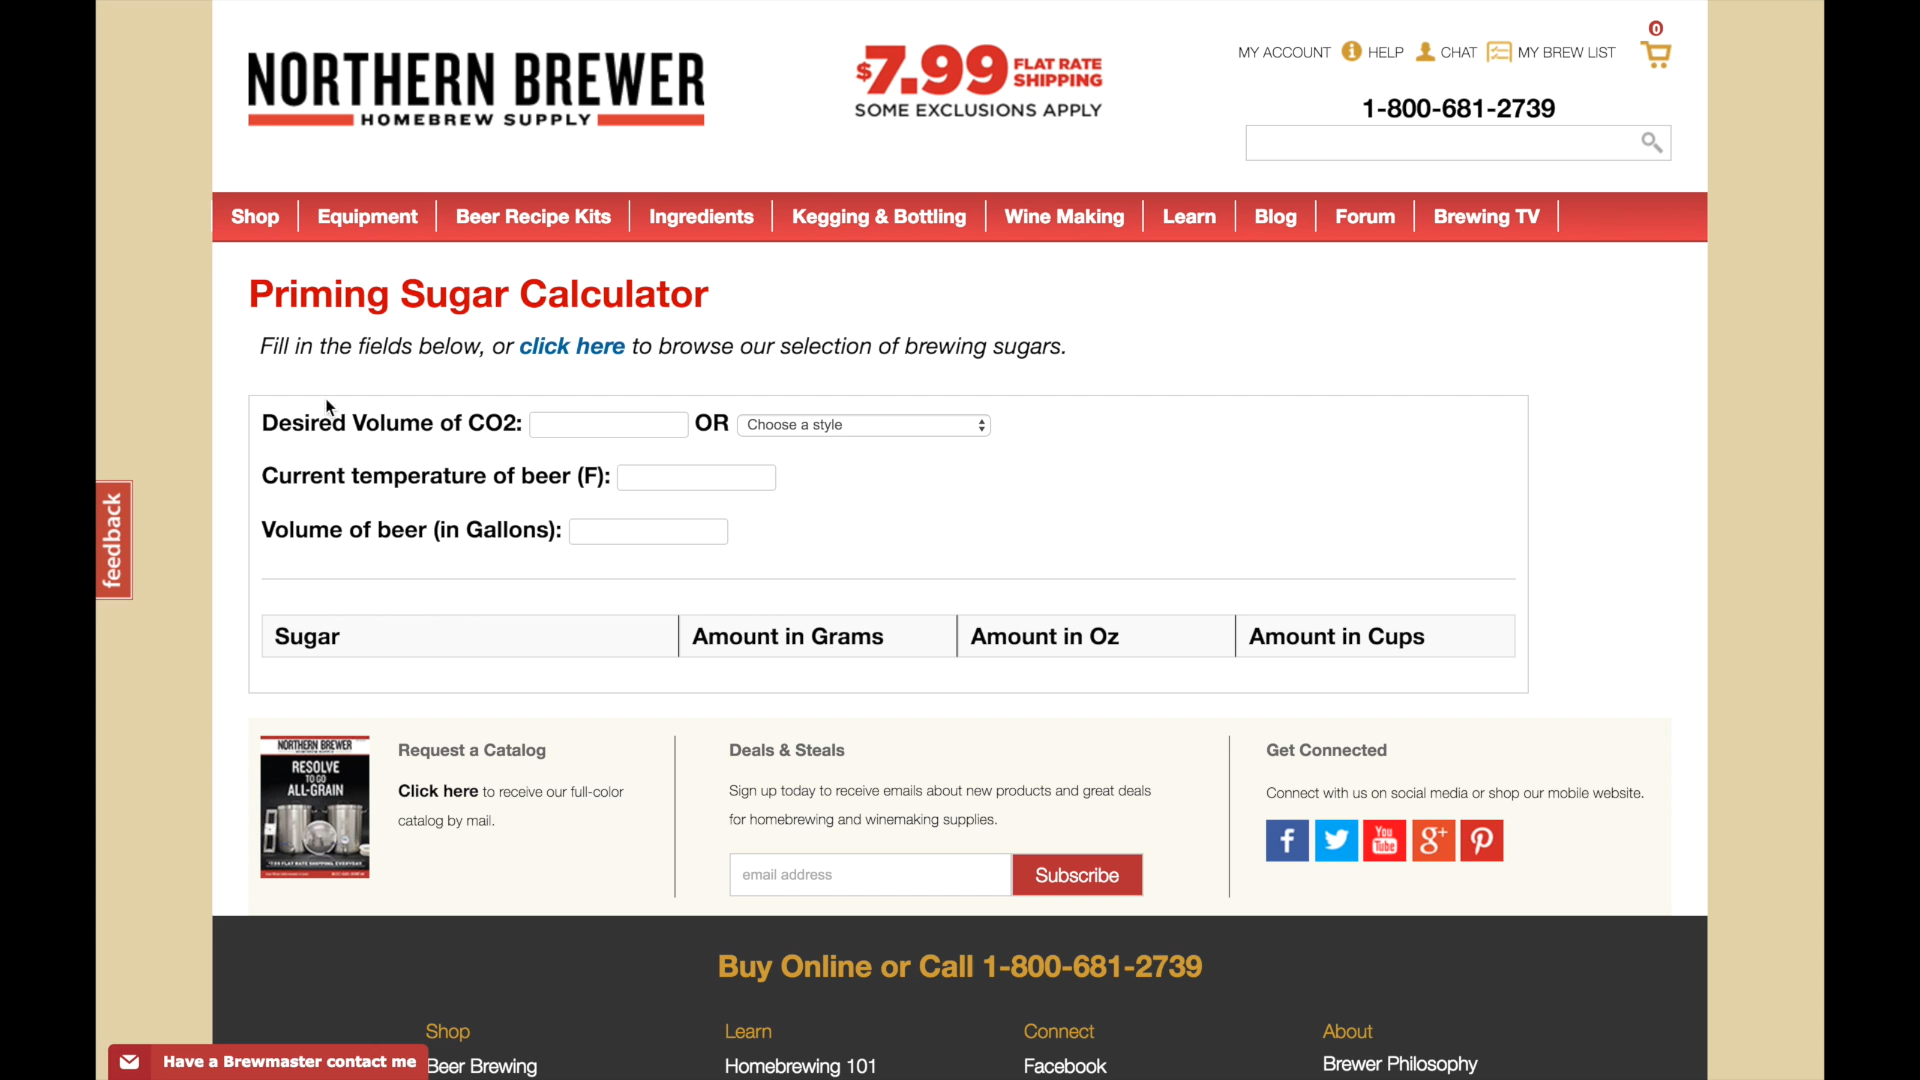 0
MY ACCOUNT HELP CHAT MY BREW LIST
NORTHERN BREWER
HOMEBREW SUPPLY
$7.99 FLAT RATE SHIPPING
SOME EXCLUSIONS APPLY
1-800-681-2739
Shop Equipment Beer Recipe Kits Ingredients Kegging & Bottling Wine Making Learn Blog Forum Brewing TV
Priming Sugar Calculator
Fill in the fields below, or click here to browse our selection of brewing sugars.
Desired Volume of CO2: OR Choose a style
Current temperature of beer (F):
Volume of beer (in Gallons):
feedback
Sugar Amount in Grams Amount in Oz Amount in Cups
NORTHERN BREWER
RESOLVE
TO GO
ALL-GRAIN
Request a Catalog
Click here to receive our full-color
catalog by mail.
Deals & Steals
Sign up today to receive emails about new products and great deals
for homebrewing and winemaking supplies.
email address Subscribe
Get Connected
Connect with us on social media or shop our mobile website.
f You Tube g+
Buy Online or Call 1-800-681-2739
Shop Learn Connect About
Beer Brewing Homebrewing 101 Facebook Brewer Philosophy
Have a Brewmaster contact me